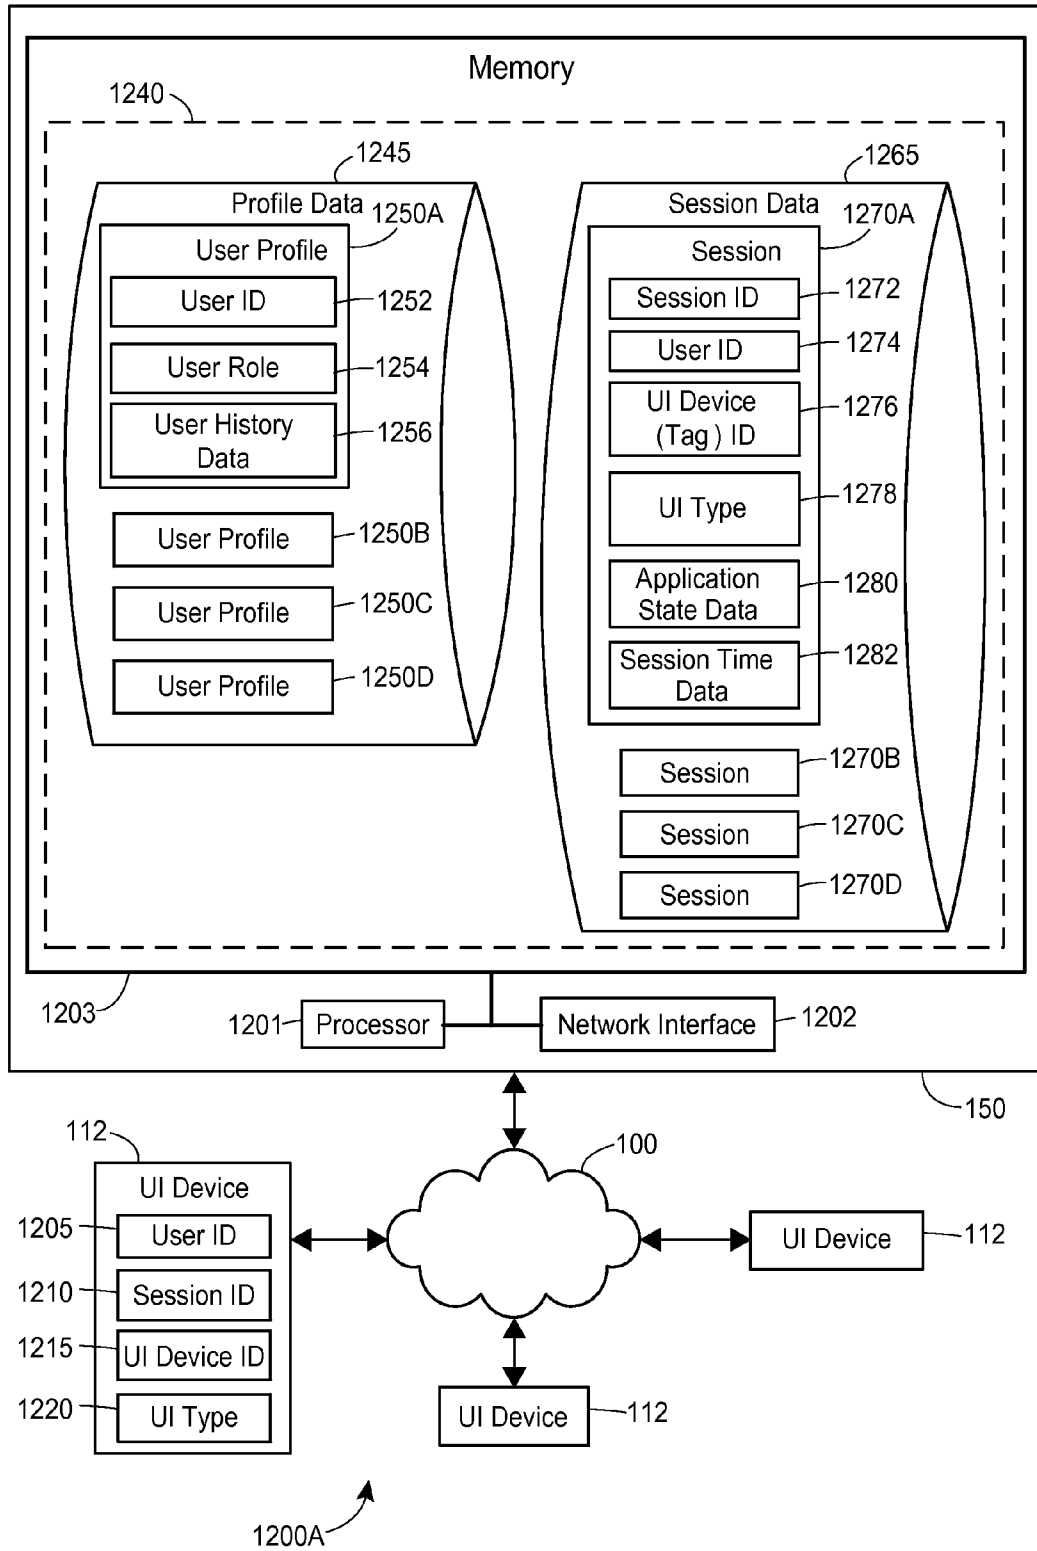 Memory
1240
1245
1265
Profile Data
Session Data
1250A
1270A
User Profile
Session
User ID
1252
Session ID
1272
User Role
1254
User ID
1274
User History
Data
1256
UI Device
(Tag) ID
1276
UI Type
1278
User Profile
1250B
Application
State Data
1280
User Profile
1250C
Session Time
Data
1282
User Profile
1250D
Session
1270B
Session
1270C
Session
1270D
1203
1201
Processor
Network Interface
1202
150
112
100
UI Device
1205
User ID
1210
Session ID
1215
UI Device ID
1220
UI Type
UI Device
112
UI Device
112
1200A